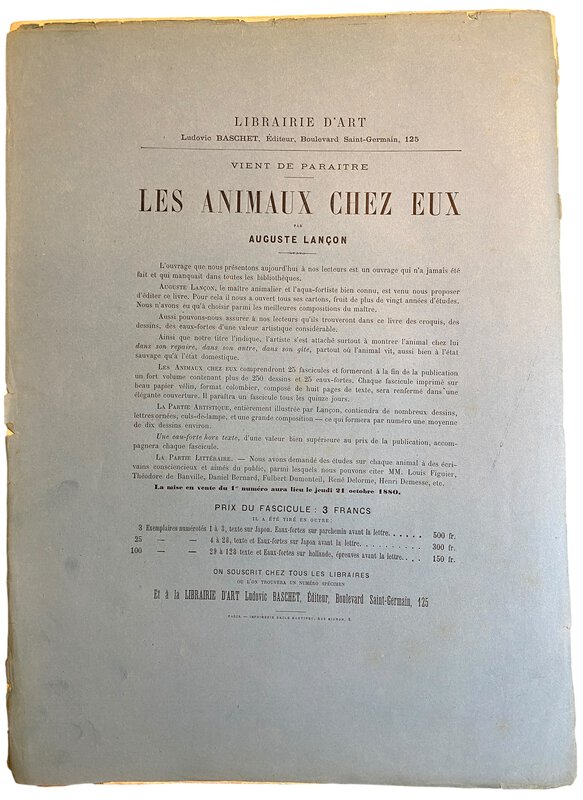 LIBRAIRIE D'ART
Ludovic BASCHET, Éditeur, Boulevard Saint-Germain, 125
VIENT DE PARAITRE
LES ANIMAUX CHEZ EUX
PAR
AUGUSTE LANÇON
L'ouvrage que nous présentons aujourd'hui à nos lecteurs est un ouvrage qui n'a jamais été
fait et qui manquait dans toutes les bibliothèques.
AUGUSTE LANÇON, le maître animalier et l'aqua-fortiste bien connu, est venu nous proposer
d'éditer ce livre. Pour cela il nous a ouvert tous ses cartons, fruit de plus de vingt années d'études.
Nous n'avons eu qu'à choisir parmi les meilleures compositions du maître.
Aussi pouvons-nous assurer à nos lecteurs qu'ils trouveront dans ce livre des croquis, des
dessins, des eaux-fortes d'une valeur artistique considérable.
Ainsi que notre titre l'indique, l'artiste s'est attaché surtout à montrer l'animal chez lui
dans son repaire, dans son antre, dans son gîte, partout où l'animal vit, aussi bien à l'état
sauvage qu'à l'état domestique.
LES ANIMAUX CHEZ EUX comprendront 25 fascicules et formeront à la fin de la publication
un fort volume contenant plus de 250 dessins et 25 eaux-fortes. Chaque fascicule imprimé sur
beau papier vélin, format colombier, composé de huit pages de texte, sera renfermé dans une
élégante couverture. Il paraîtra un fascicule tous les quinze jours.
LA PARTIE ARTISTIQUE, entièrement illustrée par Lançon, contiendra de nombreux dessins,
lettres ornées, culs-de-lampe, et une grande composition — ce qui formera par numéro une moyenne
de dix dessins environ.
Une eau-forte hors texte, d'une valeur bien supérieure au prix de la publication, accom-
pagnera chaque fascicule.
LA PARTIE LITTÉRAIRE. — Nous avons demandé des études sur chaque animal à des écri-
vains consciencieux et aimés du public, parmi lesquels nous pouvons citer MM. Louis Figuier,
Théodore de Banville, Daniel Bernard, Fulbert Dumonteil, René Delorme, Henri Demesse, etc.
La mise en vente du 1er numéro aura lieu le jeudi 21 octobre 1880.
PRIX DU FASCICULE : 3 FRANCS
IL A ÉTÉ TIRÉ EN OUTRE :
3 Exemplaires numérotés 1 à 3, texte sur Japon. Eaux-fortes sur parchemin avant la lettre...... 500 fr.
25 — — 4 à 28, texte et Eaux-fortes sur Japon avant la lettre.............. 300 fr.
100 — — 29 à 128 texte et Eaux-fortes sur hollande, épreuves avant la lettre.... 150 fr.
ON SOUSCRIT CHEZ TOUS LES LIBRAIRES
OU L'ON TROUVERA UN NUMÉRO SPÉCIMEN
Et à la LIBRAIRIE D'ART Ludovic BASCHET, Éditeur, Boulevard Saint-Germain, 125
PARIS. — IMPRIMERIE ÉMILE MARTINET, RUE MIGNON, 2.